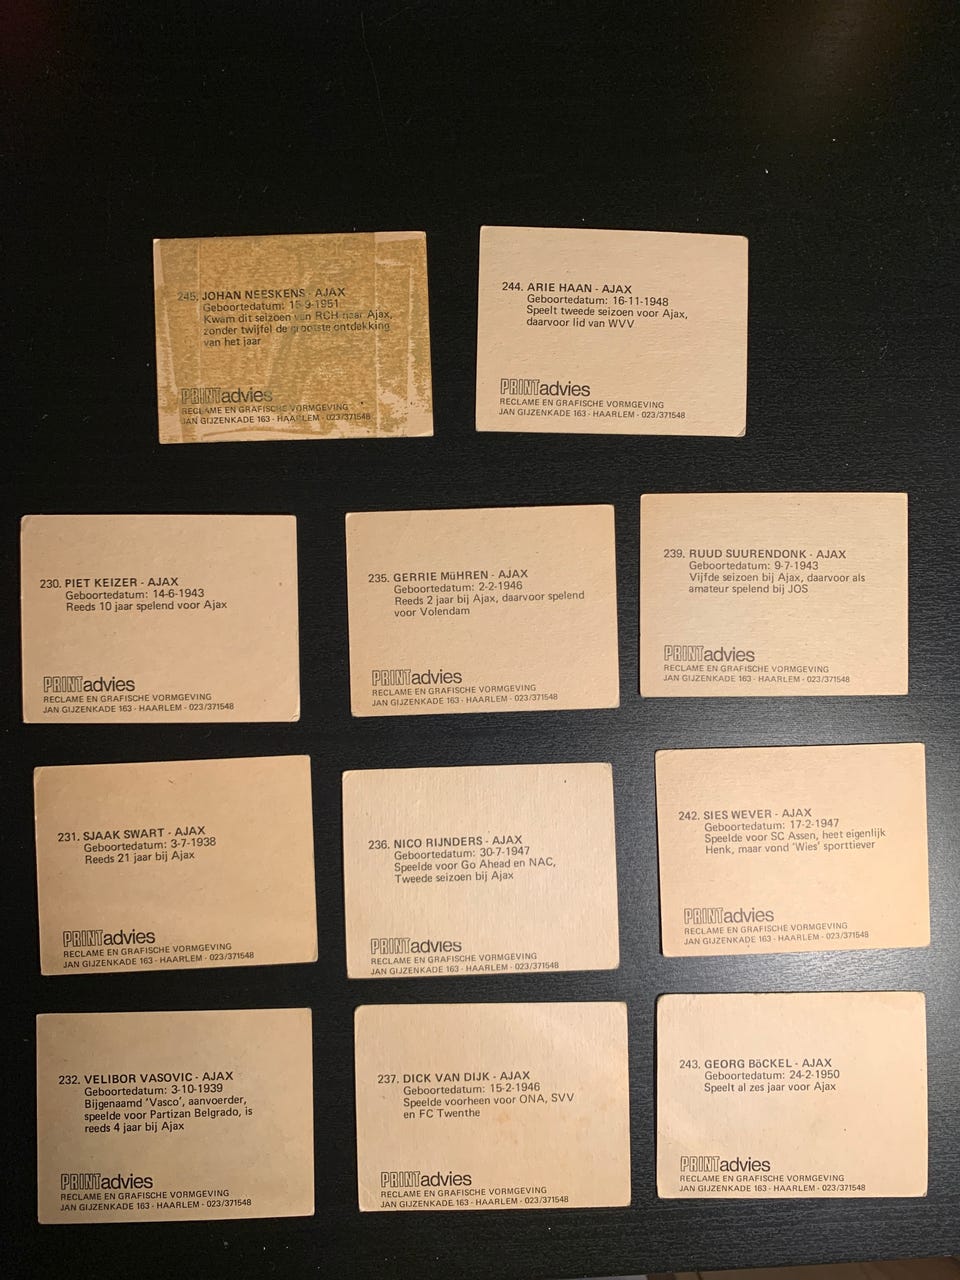 245. JOHAN NEESKENS - AJAX
Geboortedatum: 15-9-1951
Kwam dit seizoen van RCH naar Ajax,
zonder twijfel de grootste ontdekking
van het jaar
PRINTadvies
RECLAME EN GRAFISCHE VORMGEVING
JAN GIJZENKADE 163 - HAARLEM - 023/371548
244. ARIE HAAN - AJAX
Geboortedatum: 16-11-1948
Speelt tweede seizoen voor Ajax,
daarvoor lid van WVV
PRINTadvies
RECLAME EN GRAFISCHE VORMGEVING
JAN GIJZENKADE 163 - HAARLEM - 023/371548
230. PIET KEIZER - AJAX
Geboortedatum: 14-6-1943
Reeds 10 jaar spelend voor Ajax
PRINTadvies
RECLAME EN GRAFISCHE VORMGEVING
JAN GIJZENKADE 163 - HAARLEM - 023/371548
235. GERRIE MüHREN - AJAX
Geboortedatum: 2-2-1946
Reeds 2 jaar bij Ajax, daarvoor spelend
voor Volendam
PRINTadvies
RECLAME EN GRAFISCHE VORMGEVING
JAN GIJZENKADE 163 - HAARLEM - 023/371548
239. RUUD SUURENDONK - AJAX
Geboortedatum: 9-7-1943
Vijfde seizoen bij Ajax, daarvoor als
amateur spelend bij JOS
PRINTadvies
RECLAME EN GRAFISCHE VORMGEVING
JAN GIJZENKADE 163 - HAARLEM - 023/371548
231. SJAAK SWART - AJAX
Geboortedatum: 3-7-1938
Reeds 21 jaar bij Ajax
PRINTadvies
RECLAME EN GRAFISCHE VORMGEVING
JAN GIJZENKADE 163 - HAARLEM - 023/371548
236. NICO RIJNDERS - AJAX
Geboortedatum: 30-7-1947
Speelde voor Go Ahead en NAC,
Tweede seizoen bij Ajax
PRINTadvies
RECLAME EN GRAFISCHE VORMGEVING
JAN GIJZENKADE 163 - HAARLEM - 023/371548
242. SIES WEVER - AJAX
Geboortedatum: 17-2-1947
Speelde voor SC Assen, heet eigenlijk
Henk, maar vond 'Wies' sporttiever
PRINTadvies
RECLAME EN GRAFISCHE VORMGEVING
JAN GIJZENKADE 163 - HAARLEM - 023/371548
232. VELIBOR VASOVIC - AJAX
Geboortedatum: 3-10-1939
Bijgenaamd 'Vasco', aanvoerder,
speelde voor Partizan Belgrado, is
reeds 4 jaar bij Ajax
PRINTadvies
RECLAME EN GRAFISCHE VORMGEVING
JAN GIJZENKADE 163 - HAARLEM - 023/371548
237. DICK VAN DIJK - AJAX
Geboortedatum: 15-2-1946
Speelde voorheen voor ONA, SVV
en FC Twenthe
PRINTadvies
RECLAME EN GRAFISCHE VORMGEVING
JAN GIJZENKADE 163 - HAARLEM - 023/371548
243. GEORG BöCKEL - AJAX
Geboortedatum: 24-2-1950
Speelt al zes jaar voor Ajax
PRINTadvies
RECLAME EN GRAFISCHE VORMGEVING
JAN GIJZENKADE 163 - HAARLEM - 023/371548